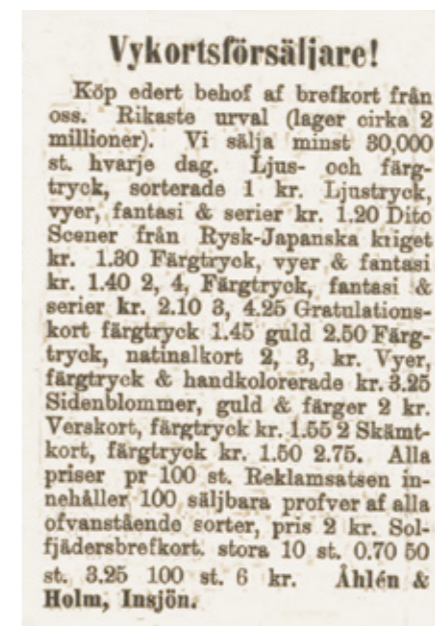 Vykortsförsäljare!
Köp edert behof af brefkort från
oss. Rikaste urval (lager cirka 2
millioner). Vi sälja minst 30,000
st. hvarje dag. Ljus- och färg-
tryck, sorterade 1 kr. Ljustryck,
vyer, fantasi & serier kr. 1.20 Dito
Scener från Rysk-Japanska kriget
kr. 1.30 Färgtryck, vyer & fantasi
kr. 1.40 2, 4, Färgtryck, fantasi &
serier kr. 2.10 3, 4.25 Gratulations-
kort färgtryck 1.45 guld 2.50 Färg-
tryck, natinalkort 2, 3, kr. Vyer,
färgtryck & handkolorerade kr. 3.25
Sidenblommer, guld & färger 2 kr.
Verskort, färgtryck kr. 1.55 2 Skämt-
kort, färgtryck kr. 1.50 2.75. Alla
priser pr 100 st. Reklamsatsen in-
nehåller 100 säljbara profver af alla
ofvanstående sorter, pris 2 kr. Sol-
fjädersbrefkort. stora 10 st. 0.70 50
st. 3.25 100 st. 6 kr. Åhlén &
Holm, Insjön.